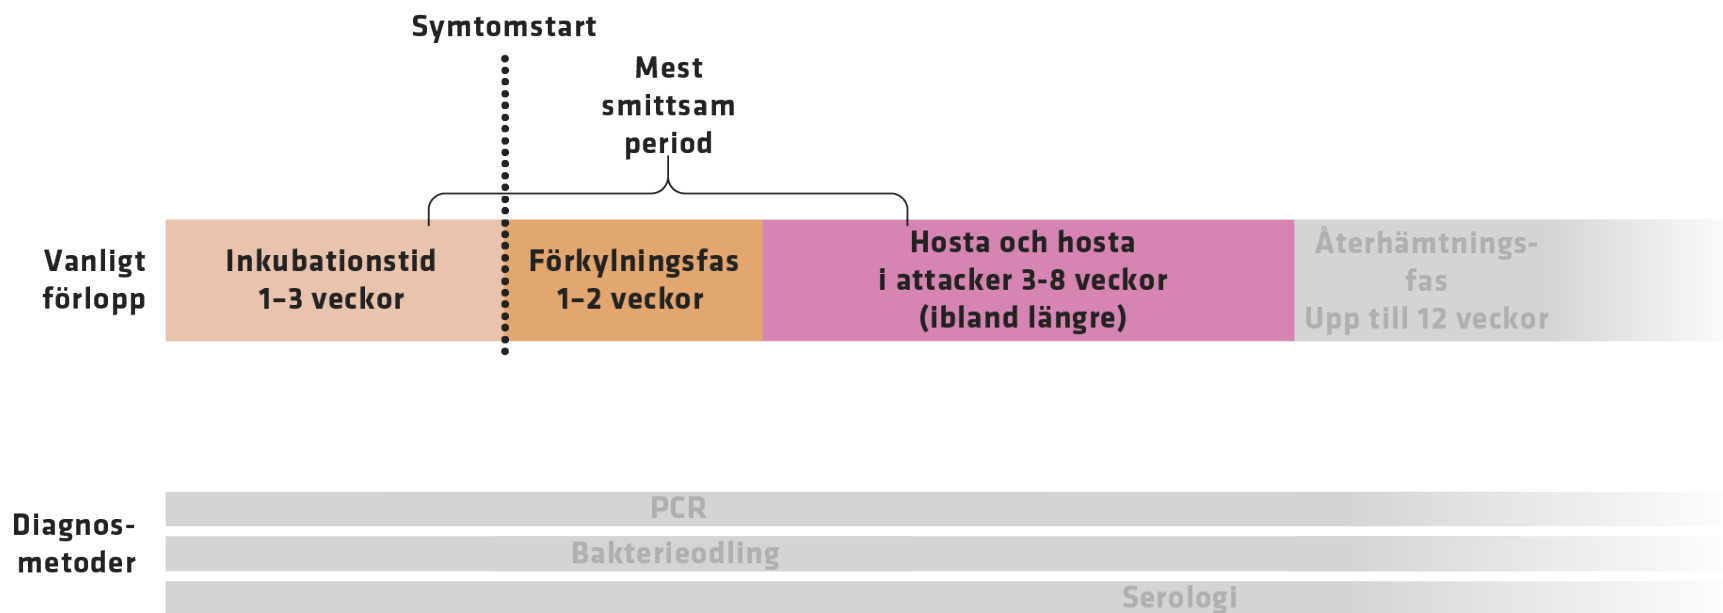 Symtomstart
Mest
smittsam
period
Vanligt
förlopp
Inkubationstid
1–3 veckor
Förkylningsfas
1–2 veckor
Hosta och hosta
i attacker 3-8 veckor
(ibland längre)
Återhämtnings-
fas
Upp till 12 veckor
Diagnos-
metoder
PCR
Bakterieodling
Serologi